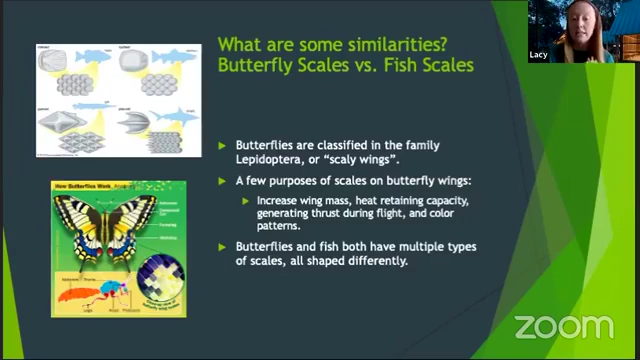 What are some similarities?
Butterfly Scales vs. Fish Scales
Lacy
▶ Butterflies are classified in the family
Lepidoptera, or “scaly wings”.
▶ A few purposes of scales on butterfly wings:
▶ Increase wing mass, heat retaining capacity,
generating thrust during flight, and color
patterns.
▶ Butterflies and fish both have multiple types
of scales, all shaped differently.
How Butterflies Work
zoom